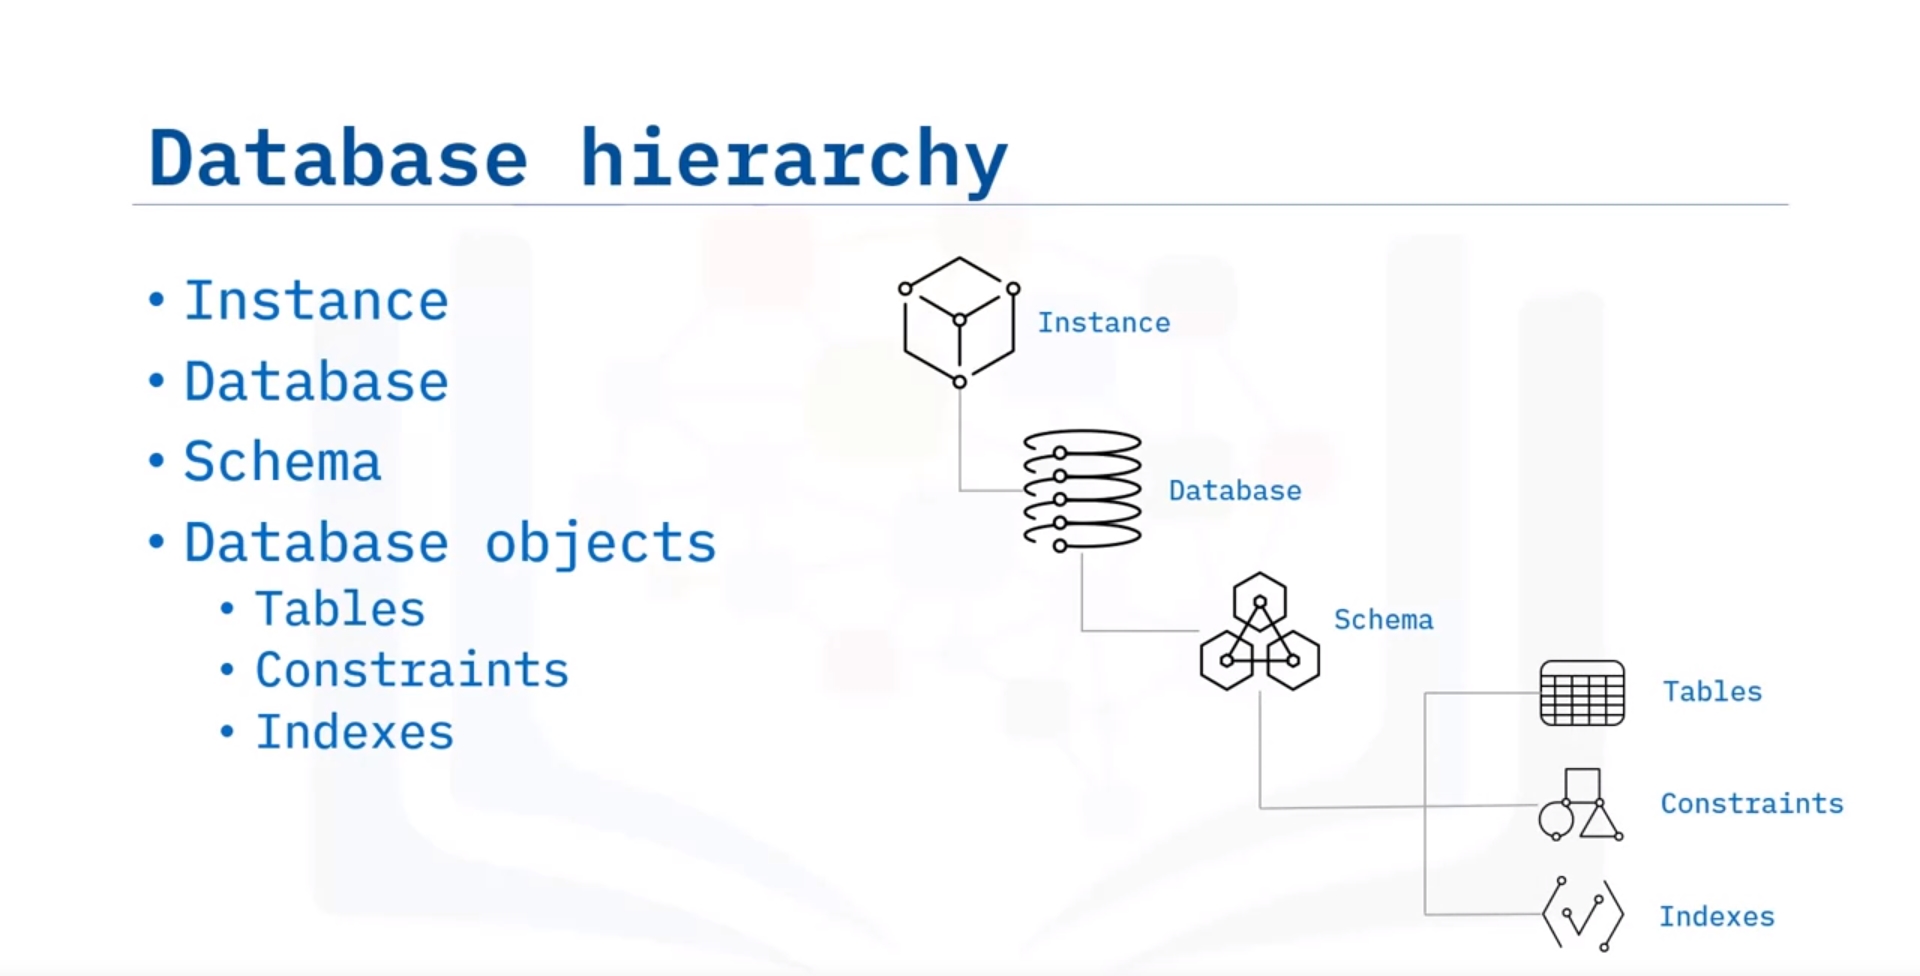 Database hierarchy
• Instance
• Database
• Schema
• Database objects
• Tables
• Constraints
• Indexes
Instance
Database
Schema
Tables
Constraints
Indexes